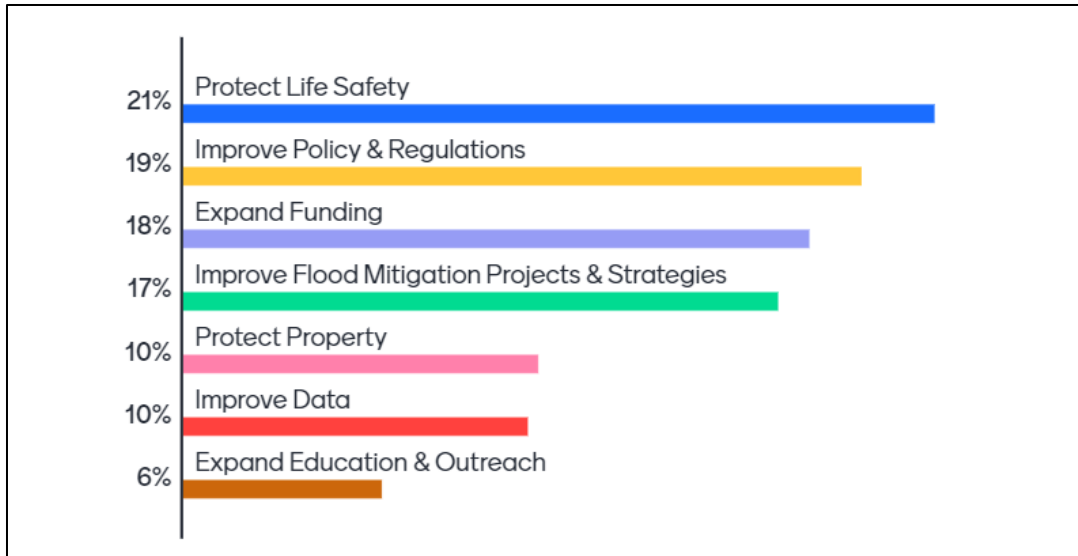 Protect Life Safety
21%
Improve Policy & Regulations
19%
Expand Funding
18%
Improve Flood Mitigation Projects & Strategies
17%
Protect Property
10%
Improve Data
10%
Expand Education & Outreach
6%